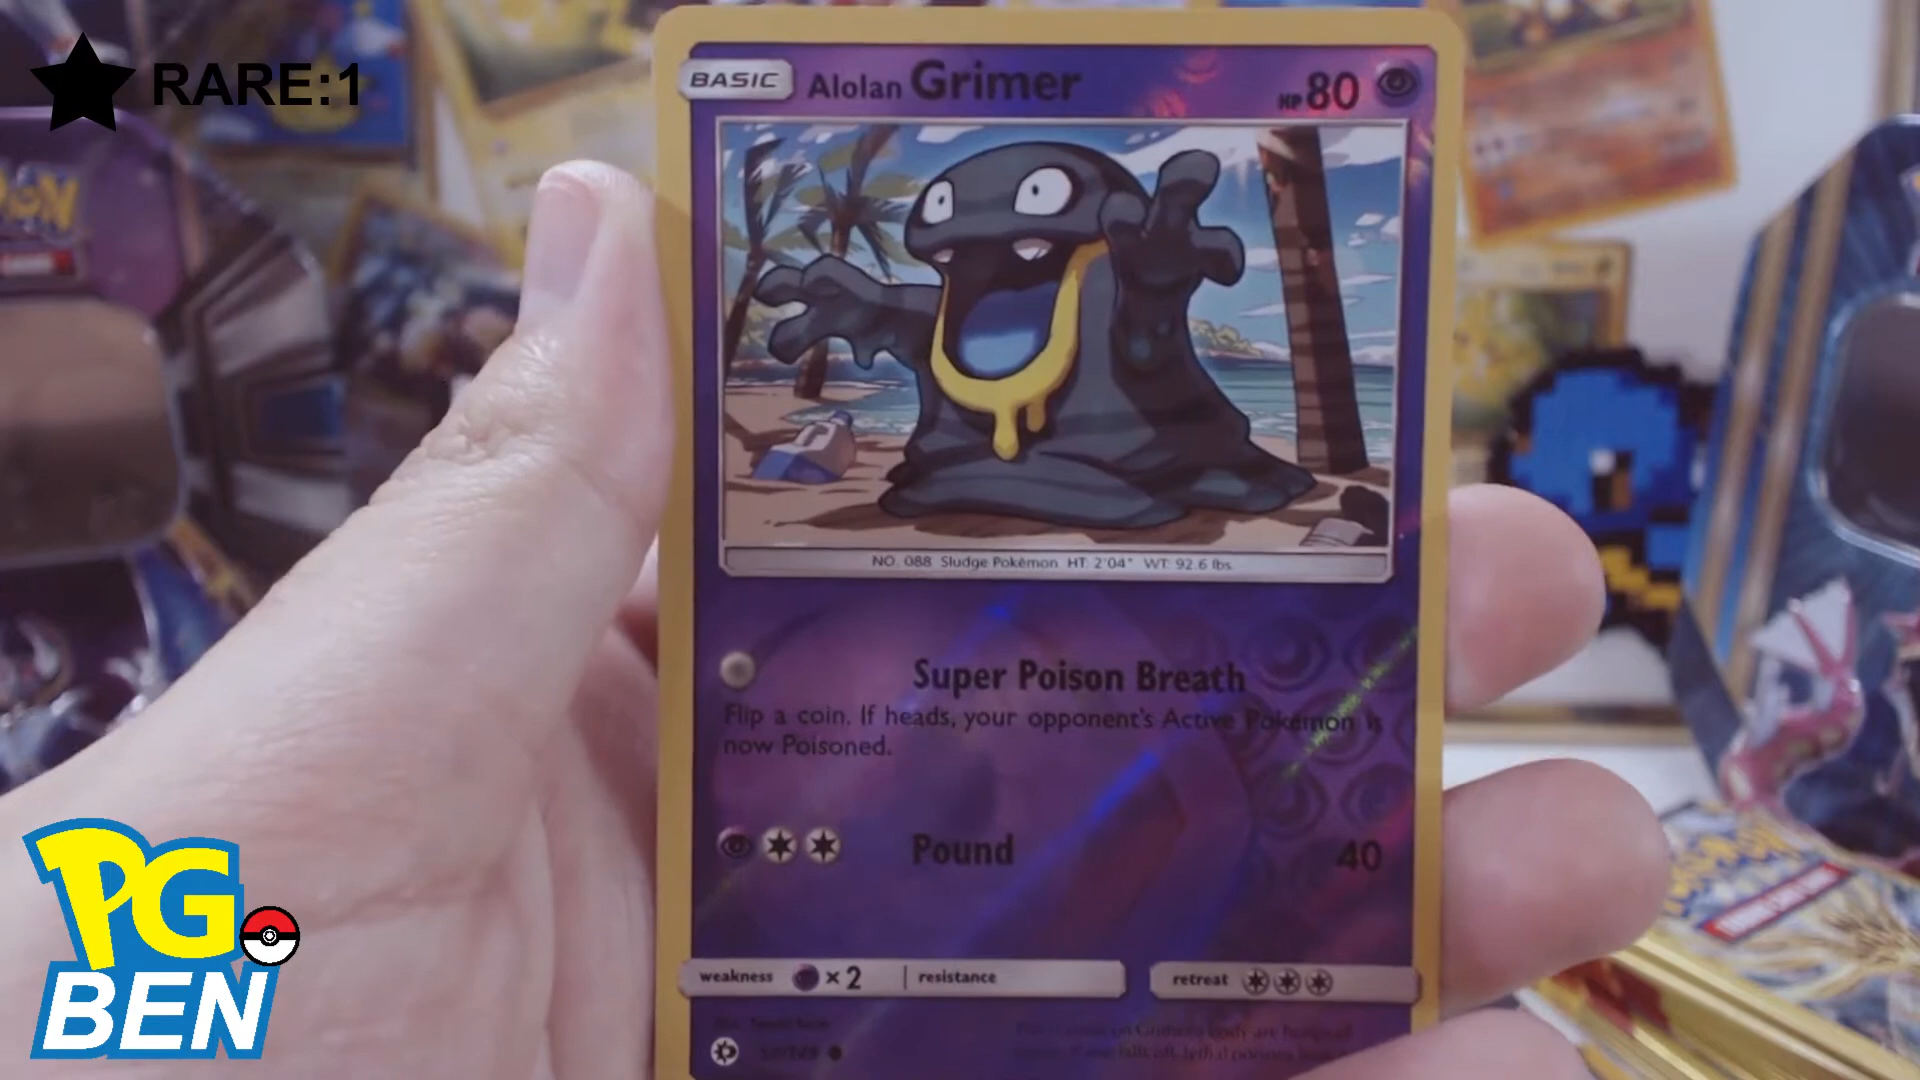 RARE:1
BASIC Alolan Grimer HP 80
NO. 088 Sludge Pokémon HT: 2'04" WT: 92.6 lbs.
Super Poison Breath
Flip a coin. If heads, your opponent's Active Pokémon is
now Poisoned.
Pound 40
weakness ×2 resistance retreat
PG
BEN